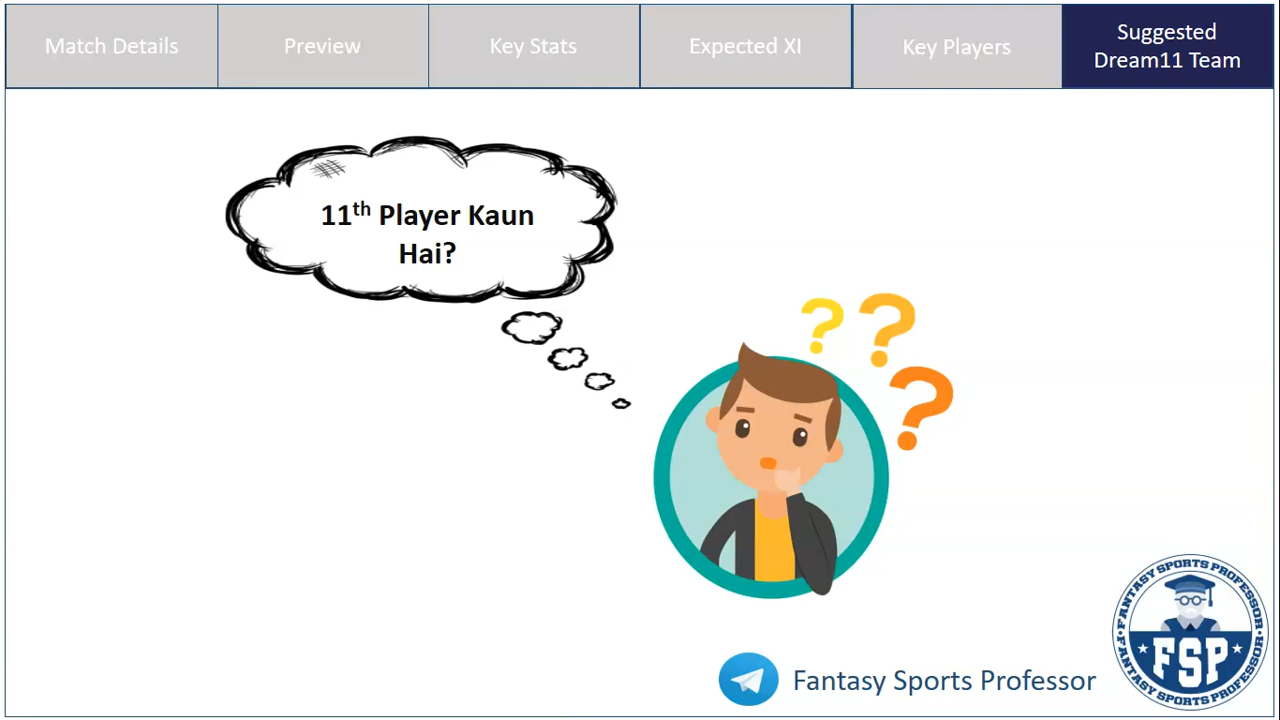 Match Details
Preview
Key Stats
Expected XI
Key Players
Suggested
Dream11 Team
11th Player Kaun
Hai?
Fantasy Sports Professor
FANTASY SPORTS PROFESSOR
FANTASY SPORTS PROFESSOR
FSP